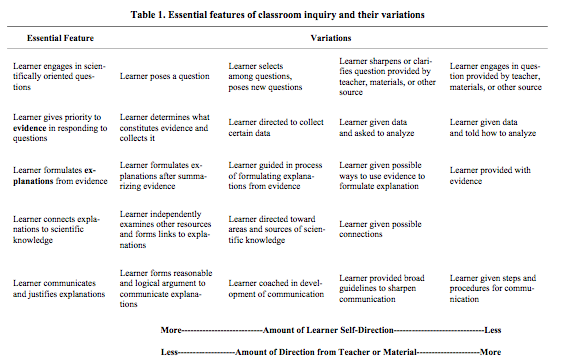 Table 1. Essential features of classroom inquiry and their variations
Essential Feature
Variations
Learner engages in scien-
tifically oriented ques-
tions
Learner poses a question
Learner selects
among questions,
poses new questions
Learner sharpens or clari-
fies question provided by
teacher, materials, or other
source
Learner engages in ques-
tion provided by teacher,
materials, or other source
Learner gives priority to
evidence in responding to
questions
Learner determines what
constitutes evidence and
collects it
Learner directed to collect
certain data
Learner given data
and asked to analyze
Learner given data
and told how to analyze
Learner formulates ex-
planations from evidence
Learner formulates ex-
planations after summa-
rizing evidence
Learner guided in process
of formulating explana-
tions from evidence
Learner given possible
ways to use evidence to
formulate explanation
Learner provided with
evidence
Learner connects expla-
nations to scientific
knowledge
Learner independently
examines other resources
and forms links to expla-
nations
Learner directed toward
areas and sources of scien-
tific knowledge
Learner given possible
connections
Learner communicates
and justifies explanations
Learner forms reasonable
and logical argument to
communicate explana-
tions
Learner coached in devel-
opment of communication
Learner provided broad
guidelines to sharpen
communication
Learner given steps and
procedures for commu-
nication
More---------------------------Amount of Learner Self-Direction------------------------------Less
Less-------------------Amount of Direction from Teacher or Material---------------------More